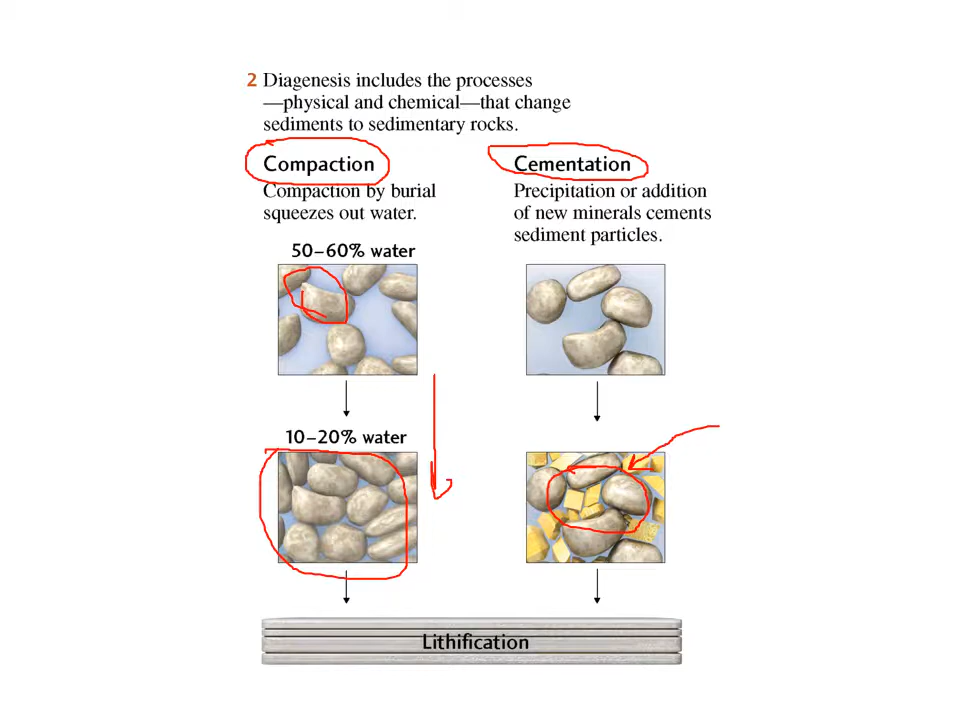 2 Diagenesis includes the processes
—physical and chemical—that change
sediments to sedimentary rocks.
Compaction
Compaction by burial
squeezes out water.
50–60% water
10–20% water
Cementation
Precipitation or addition
of new minerals cements
sediment particles.
Lithification